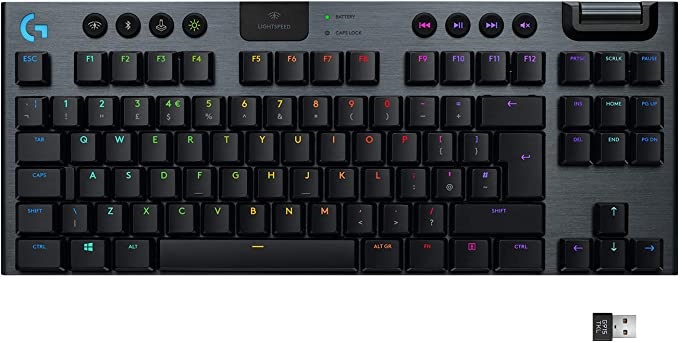 G LIGHTSPEED BATTERY
CAPS LOCK
ESC F1 F2 F3 F4 F5 F6 F7 F8 F9 F10 F11 F12 PRTSC SCRLK PAUSE
1 2 3 4 € 5 6 7 8 9 0 - = ← INS HOME PG UP
! " £ $ % ^ & * ( ) _ +
TAB Q W E R T Y U I O P [ ] ↵ DEL END PG DN
{ }
CAPS A S D F G H J K L ; ' #
: @ ~
SHIFT \ Z X C V B N M , . / SHIFT ↑
| < > ?
CTRL ALT ALT GR FN CTRL ← ↓ →
GP15
TKL